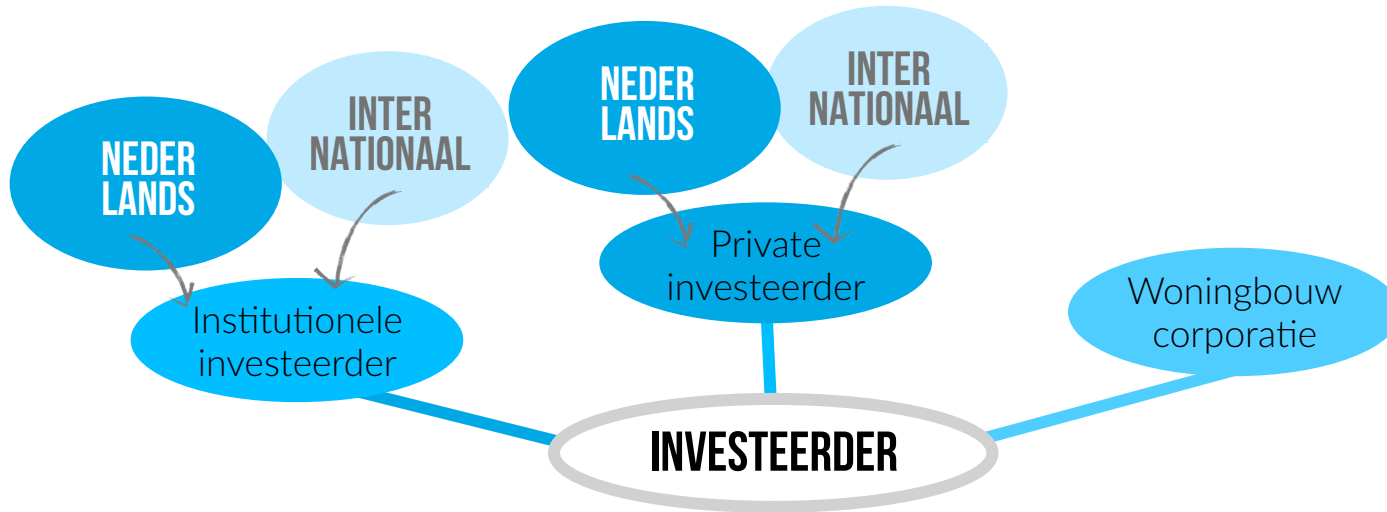 NEDER
LANDS
INTER
NATIONAAL
NEDER
LANDS
INTER
NATIONAAL
Institutionele
investeerder
Private
investeerder
Woningbouw
corporatie
INVESTEERDER